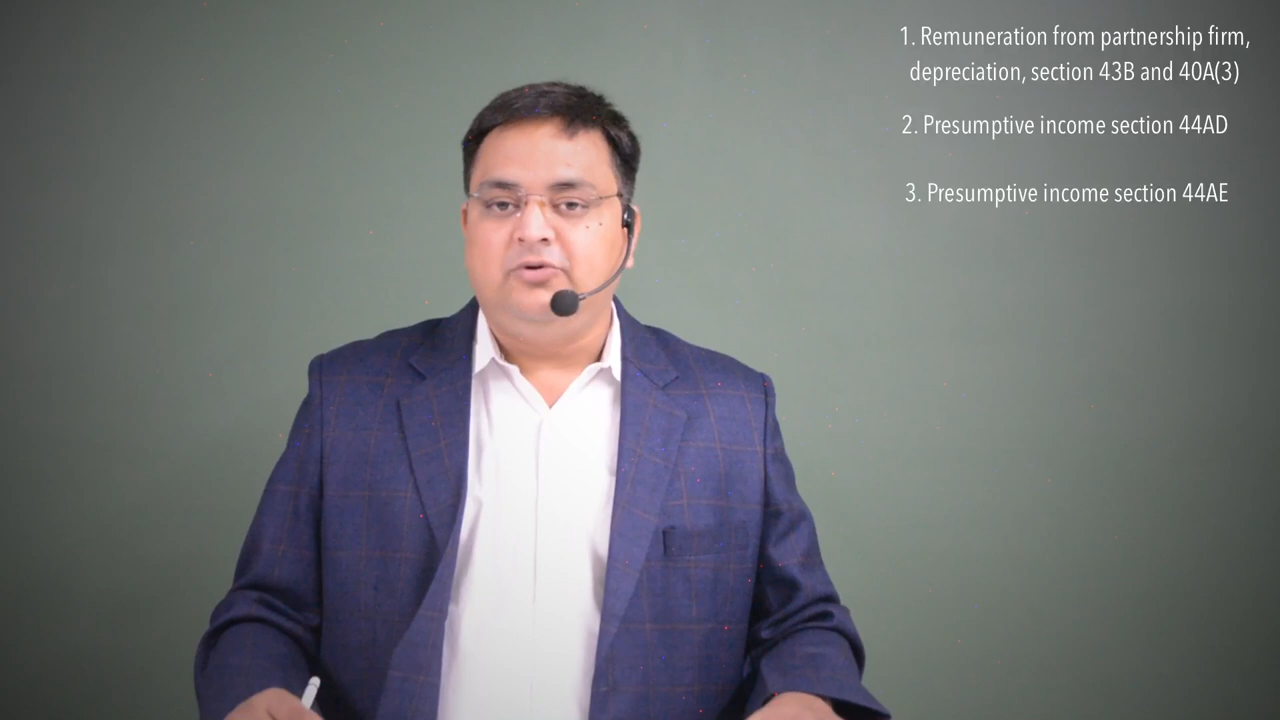 1. Remuneration from partnership firm,
depreciation, section 43B and 40A(3)
2. Presumptive income section 44AD
3. Presumptive income section 44AE